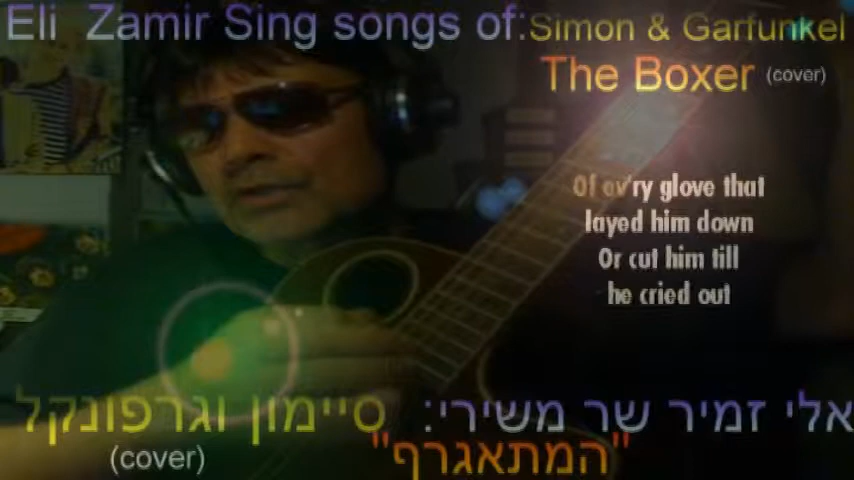 Eli Zamir Sing songs of: Simon & Garfunkel
The Boxer (cover)
Of ev'ry glove that
layed him down
Or cut him till
he cried out
אלי זמיר שר משירי: סיימון וגרפונקל
"המתאגרף" (cover)